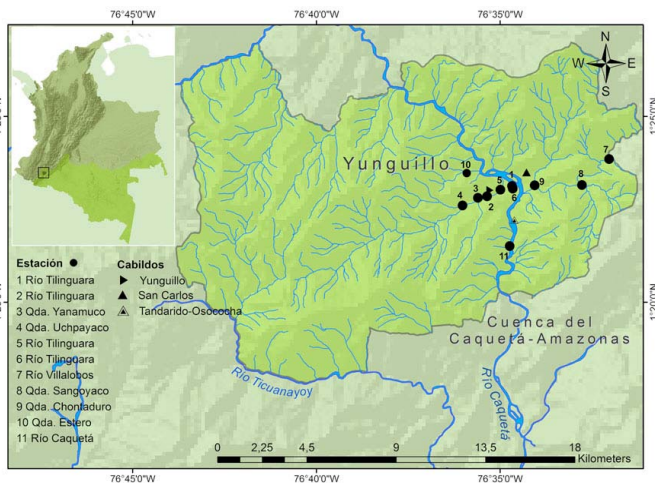 76°45'0"W 76°40'0"W 76°35'0"W
N
W E
S
Yunguillo
10
7
1
5
9
8
3
4
2
6
11
Estación
1 Río Tilinguara
2 Río Tilinguara
3 Qda. Yanamuco
4 Qda. Uchpayaco
5 Río Tilinguara
6 Río Tilinguara
7 Río Villalobos
8 Qda. Sangoyaco
9 Qda. Chontaduro
10 Qda. Estero
11 Río Caquetá
Cabildos
Yunguillo
San Carlos
Tandarido-Osococha
Cuenca del
Caquetá-Amazonas
Río Ticuanayoy
Río Caquetá
0 2,25 4,5 9 13,5 18
Kilometers
76°45'0"W 76°40'0"W 76°35'0"W